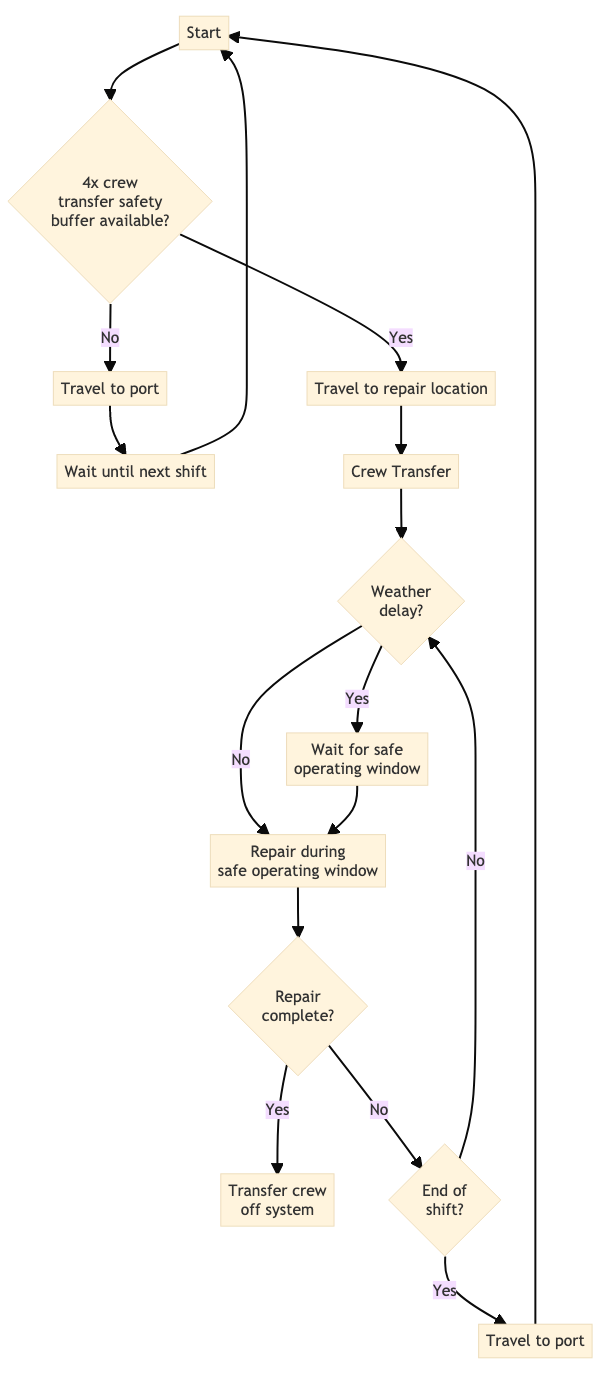 Start
4x crew
transfer safety
buffer available?
No
Yes
Travel to port
Travel to repair location
Wait until next shift
Crew Transfer
Weather
delay?
Yes
No
Wait for safe
operating window
Repair during
safe operating window
No
Repair
complete?
Yes
No
Transfer crew
off system
End of
shift?
Yes
Travel to port